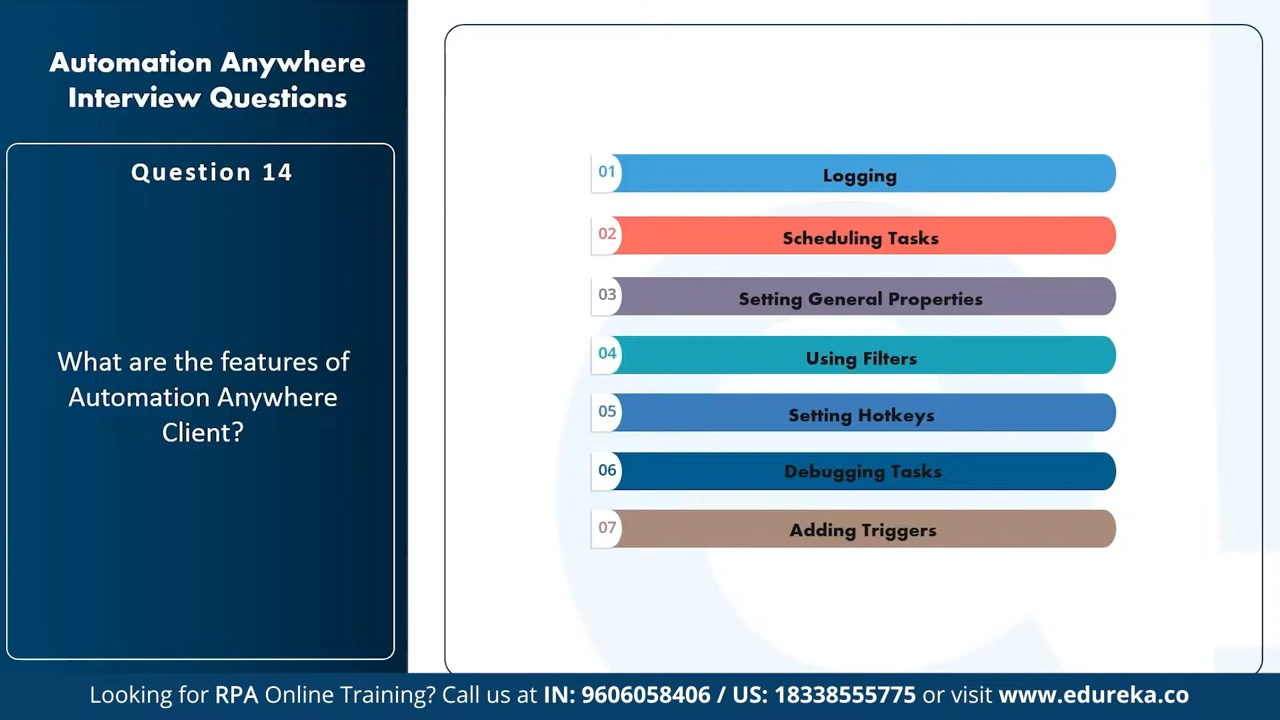 Automation Anywhere
Interview Questions
Question 14
What are the features of
Automation Anywhere
Client?
01 Logging
02 Scheduling Tasks
03 Setting General Properties
04 Using Filters
05 Setting Hotkeys
06 Debugging Tasks
07 Adding Triggers
Looking for RPA Online Training? Call us at IN: 9606058406 / US: 18338555775 or visit www.edureka.co